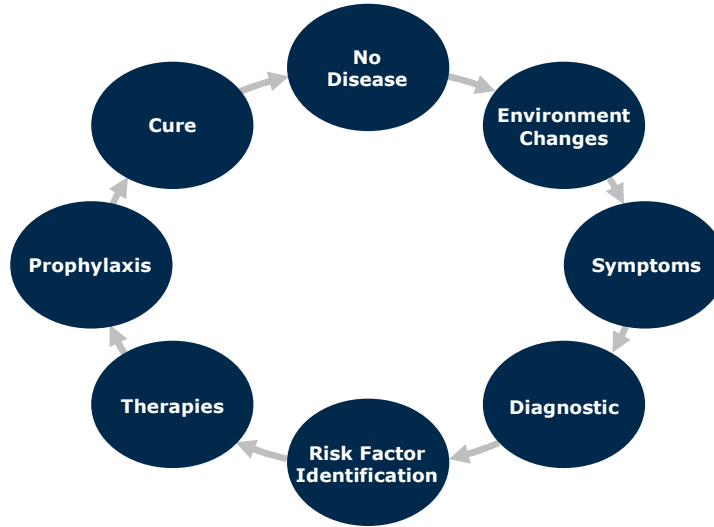 No
Disease
Environment
Changes
Symptoms
Diagnostic
Risk Factor
Identification
Therapies
Prophylaxis
Cure